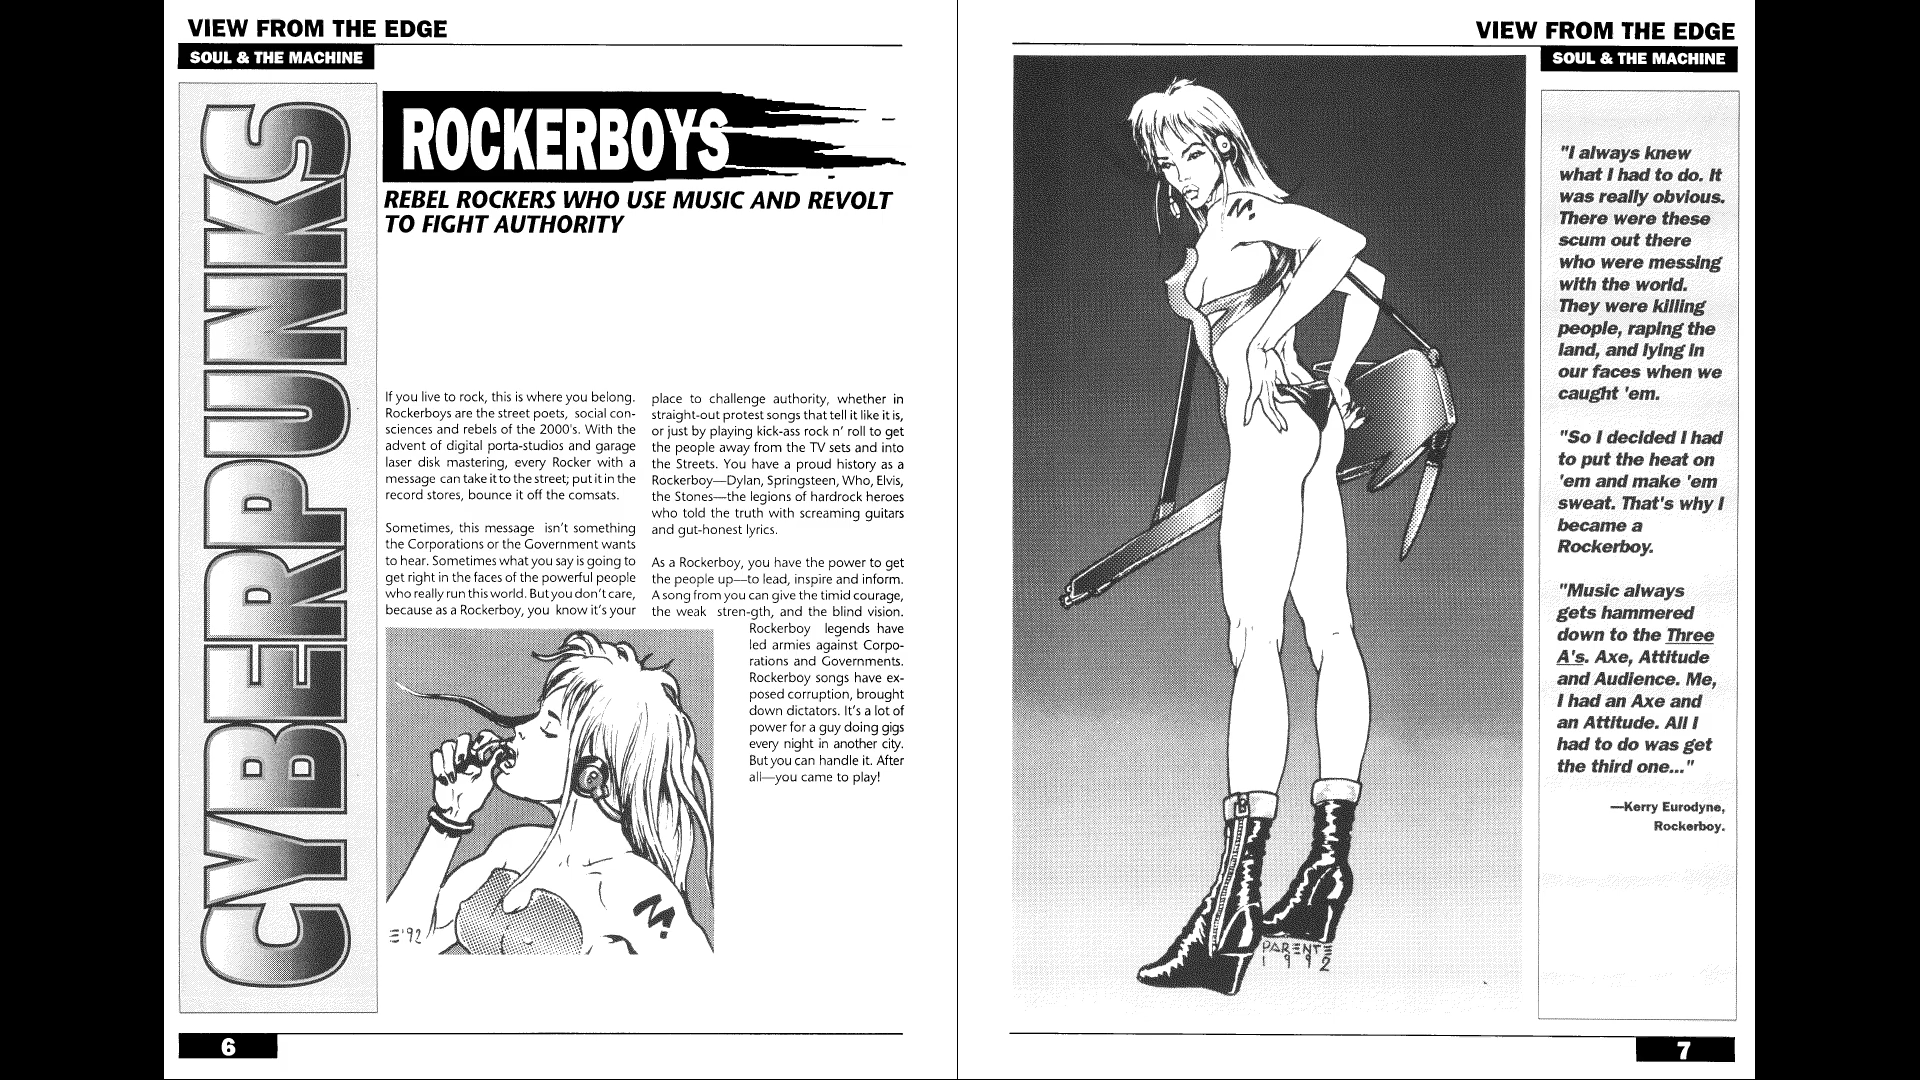 VIEW FROM THE EDGE
SOUL & THE MACHINE
CYBERPUNKS
ROCKERBOYS
REBEL ROCKERS WHO USE MUSIC AND REVOLT
TO FIGHT AUTHORITY
If you live to rock, this is where you belong.
Rockerboys are the street poets, social con-
sciences and rebels of the 2000's. With the
advent of digital porta-studios and garage
laser disk mastering, every Rocker with a
message can take it to the street; put it in the
record stores, bounce it off the comsats.
Sometimes, this message isn't something
the Corporations or the Government wants
to hear. Sometimes what you say is going to
get right in the faces of the powerful people
who really run this world. But you don't care,
because as a Rockerboy, you know it's your
place to challenge authority, whether in
straight-out protest songs that tell it like it is,
or just by playing kick-ass rock n' roll to get
the people away from the TV sets and into
the Streets. You have a proud history as a
Rockerboy—Dylan, Springsteen, Who, Elvis,
the Stones—the legions of hardrock heroes
who told the truth with screaming guitars
and gut-honest lyrics.
As a Rockerboy, you have the power to get
the people up—to lead, inspire and inform.
A song from you can give the timid courage,
the weak stren-gth, and the blind vision.
Rockerboy legends have
led armies against Corpo-
rations and Governments.
Rockerboy songs have ex-
posed corruption, brought
down dictators. It's a lot of
power for a guy doing gigs
every night in another city.
But you can handle it. After
all—you came to play!
E'92
6
VIEW FROM THE EDGE
SOUL & THE MACHINE
"I always knew
what I had to do. It
was really obvious.
There were these
scum out there
who were messing
with the world.
They were killing
people, raping the
land, and lying in
our faces when we
caught 'em.
"So I decided I had
to put the heat on
'em and make 'em
sweat. That's why I
became a
Rockerboy.
"Music always
gets hammered
down to the Three
A's. Axe, Attitude
and Audience. Me,
I had an Axe and
an Attitude. All I
had to do was get
the third one..."
—Kerry Eurodyne,
Rockerboy.
PARENTE
1992
7